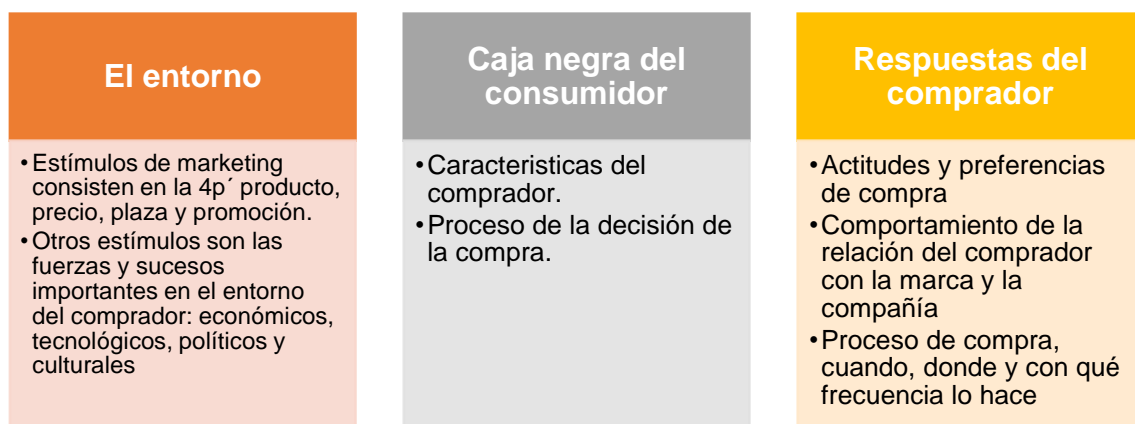 El entorno
•Estímulos de marketing
consisten en la 4p´ producto,
precio, plaza y promoción.
•Otros estímulos son las
fuerzas y sucesos
importantes en el entorno
del comprador: económicos,
tecnológicos, políticos y
culturales
Caja negra del
consumidor
•Caracteristicas del
comprador.
•Proceso de la decisión de
la compra.
Respuestas del
comprador
•Actitudes y preferencias
de compra
•Comportamiento de la
relación del comprador
con la marca y la
compañía
•Proceso de compra,
cuando, donde y con qué
frecuencia lo hace